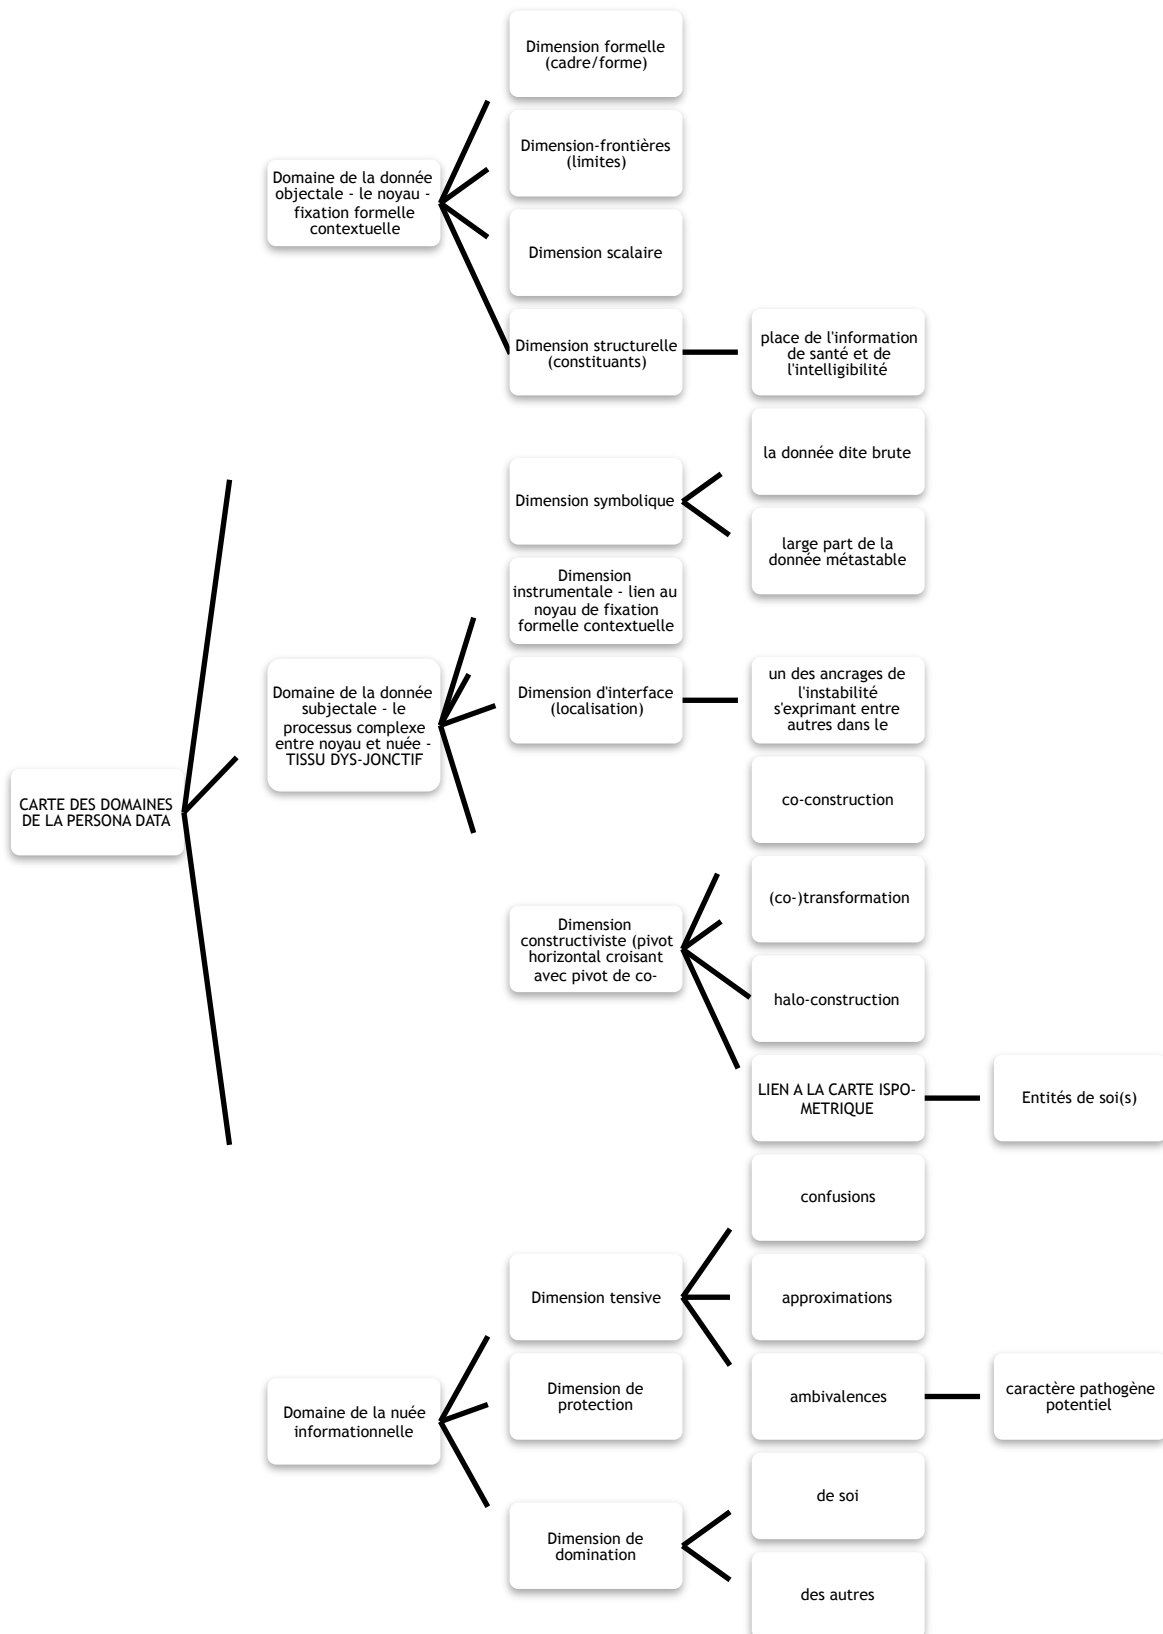 Dimension formelle
(cadre/forme)
Dimension-frontières
(limites)
Domaine de la donnée
objectale - le noyau -
fixation formelle
contextuelle
Dimension scalaire
Dimension structurelle
(constituants)
place de l'information
de santé et de
l'intelligibilité
la donnée dite brute
Dimension symbolique
large part de la
donnée métastable
Dimension
instrumentale - lien au
noyau de fixation
formelle contextuelle
Domaine de la donnée
subjectale - le
processus complexe
entre noyau et nuée -
TISSU DYS-JONCTIF
Dimension d'interface
(localisation)
un des ancrages de
l'instabilité
s'exprimant entre
autres dans le
CARTE DES DOMAINES
DE LA PERSONA DATA
co-construction
(co-)transformation
Dimension
constructiviste (pivot
horizontal croisant
avec pivot de co-
halo-construction
LIEN A LA CARTE ISPO-
METRIQUE
Entités de soi(s)
confusions
Dimension tensive
approximations
Domaine de la nuée
informationnelle
Dimension de
protection
ambivalences
caractère pathogène
potentiel
de soi
Dimension de
domination
des autres